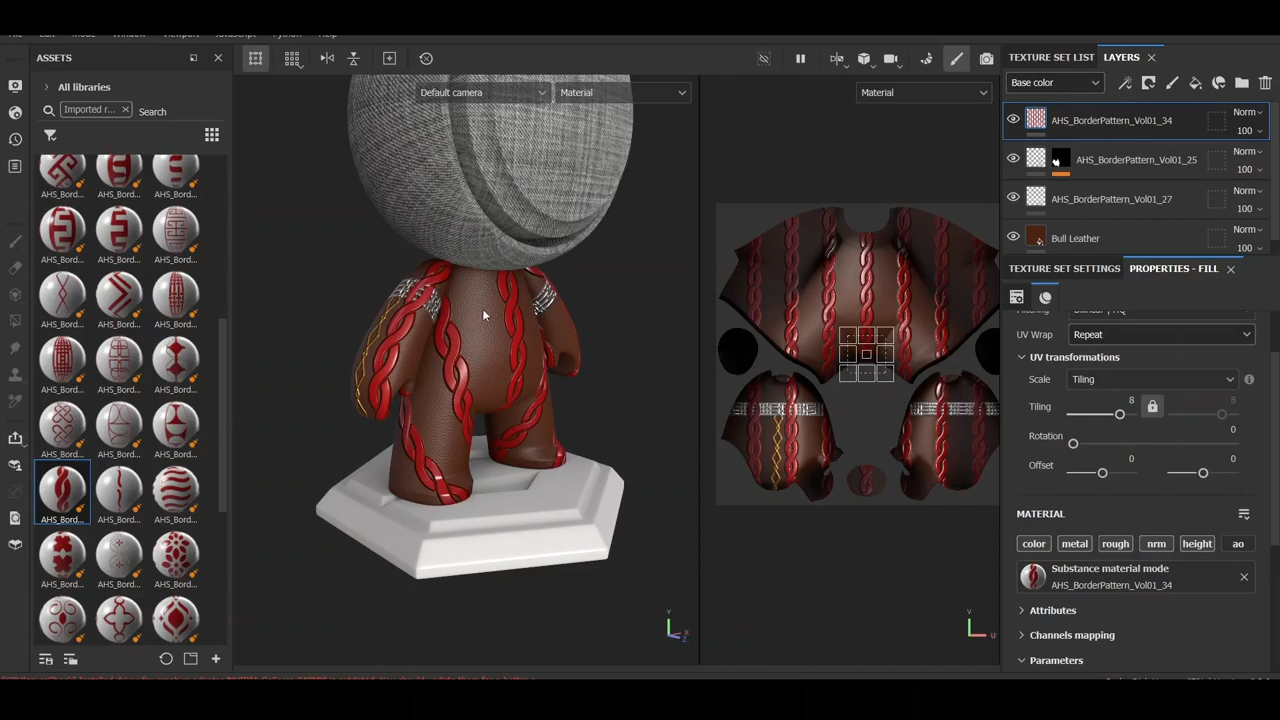 ASSETS
All libraries
Imported r...
Search
AHS_Bord... AHS_Bord... AHS_Bord...
AHS_Bord... AHS_Bord... AHS_Bord...
AHS_Bord... AHS_Bord... AHS_Bord...
AHS_Bord... AHS_Bord... AHS_Bord...
AHS_Bord... AHS_Bord... AHS_Bord...
AHS_Bord... AHS_Bord... AHS_Bord...
AHS_Bord... AHS_Bord... AHS_Bord...
Default camera
Material
Material
Y
X
Z
V
U
TEXTURE SET LIST
LAYERS
Base color
AHS_BorderPattern_Vol01_34
Norm
100
AHS_BorderPattern_Vol01_25
Norm
100
AHS_BorderPattern_Vol01_27
Norm
100
Bull Leather
Norm
100
TEXTURE SET SETTINGS
PROPERTIES - FILL
UV Wrap
Repeat
UV transformations
Scale
Tiling
Tiling
8
8
Rotation
0
Offset
0
0
MATERIAL
color metal rough nrm height ao
Substance material mode
AHS_BorderPattern_Vol01_34
Attributes
Channels mapping
Parameters